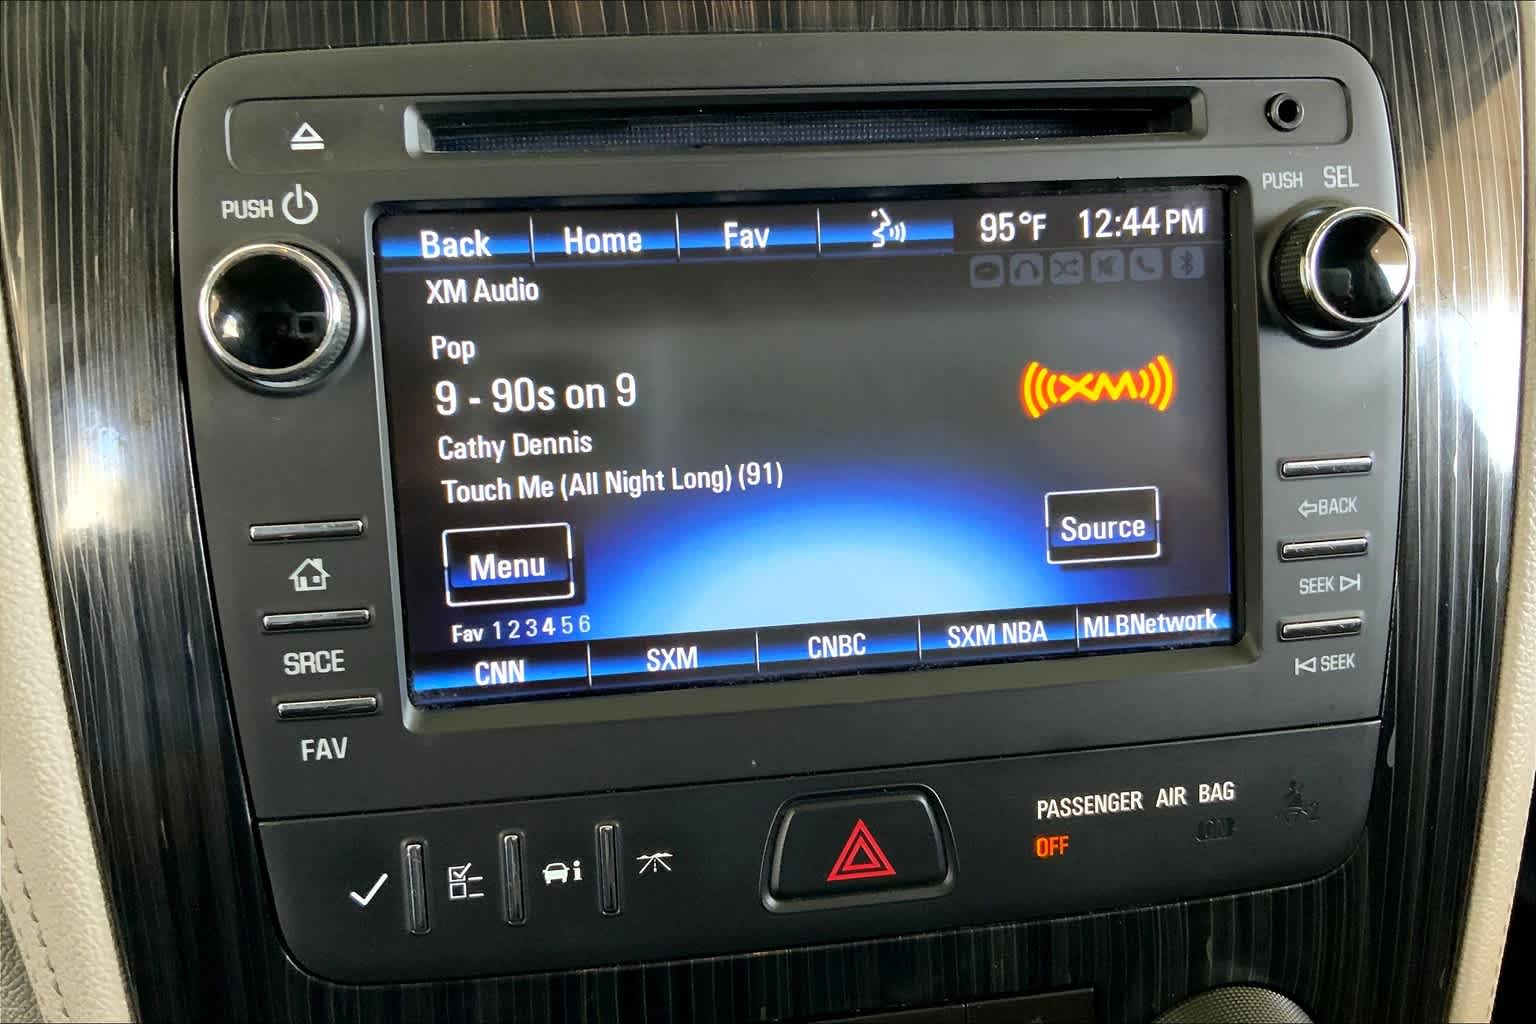 PUSH
PUSH SEL
Back Home Fav 95°F 12:44 PM
XM Audio
Pop
9 - 90s on 9
XM
Cathy Dennis
Touch Me (All Night Long) (91)
Menu
Source
Fav 1 2 3 4 5 6
CNN SXM CNBC SXM NBA MLBNetwork
SRCE
FAV
BACK
SEEK
SEEK
PASSENGER AIR BAG
OFF ON
2